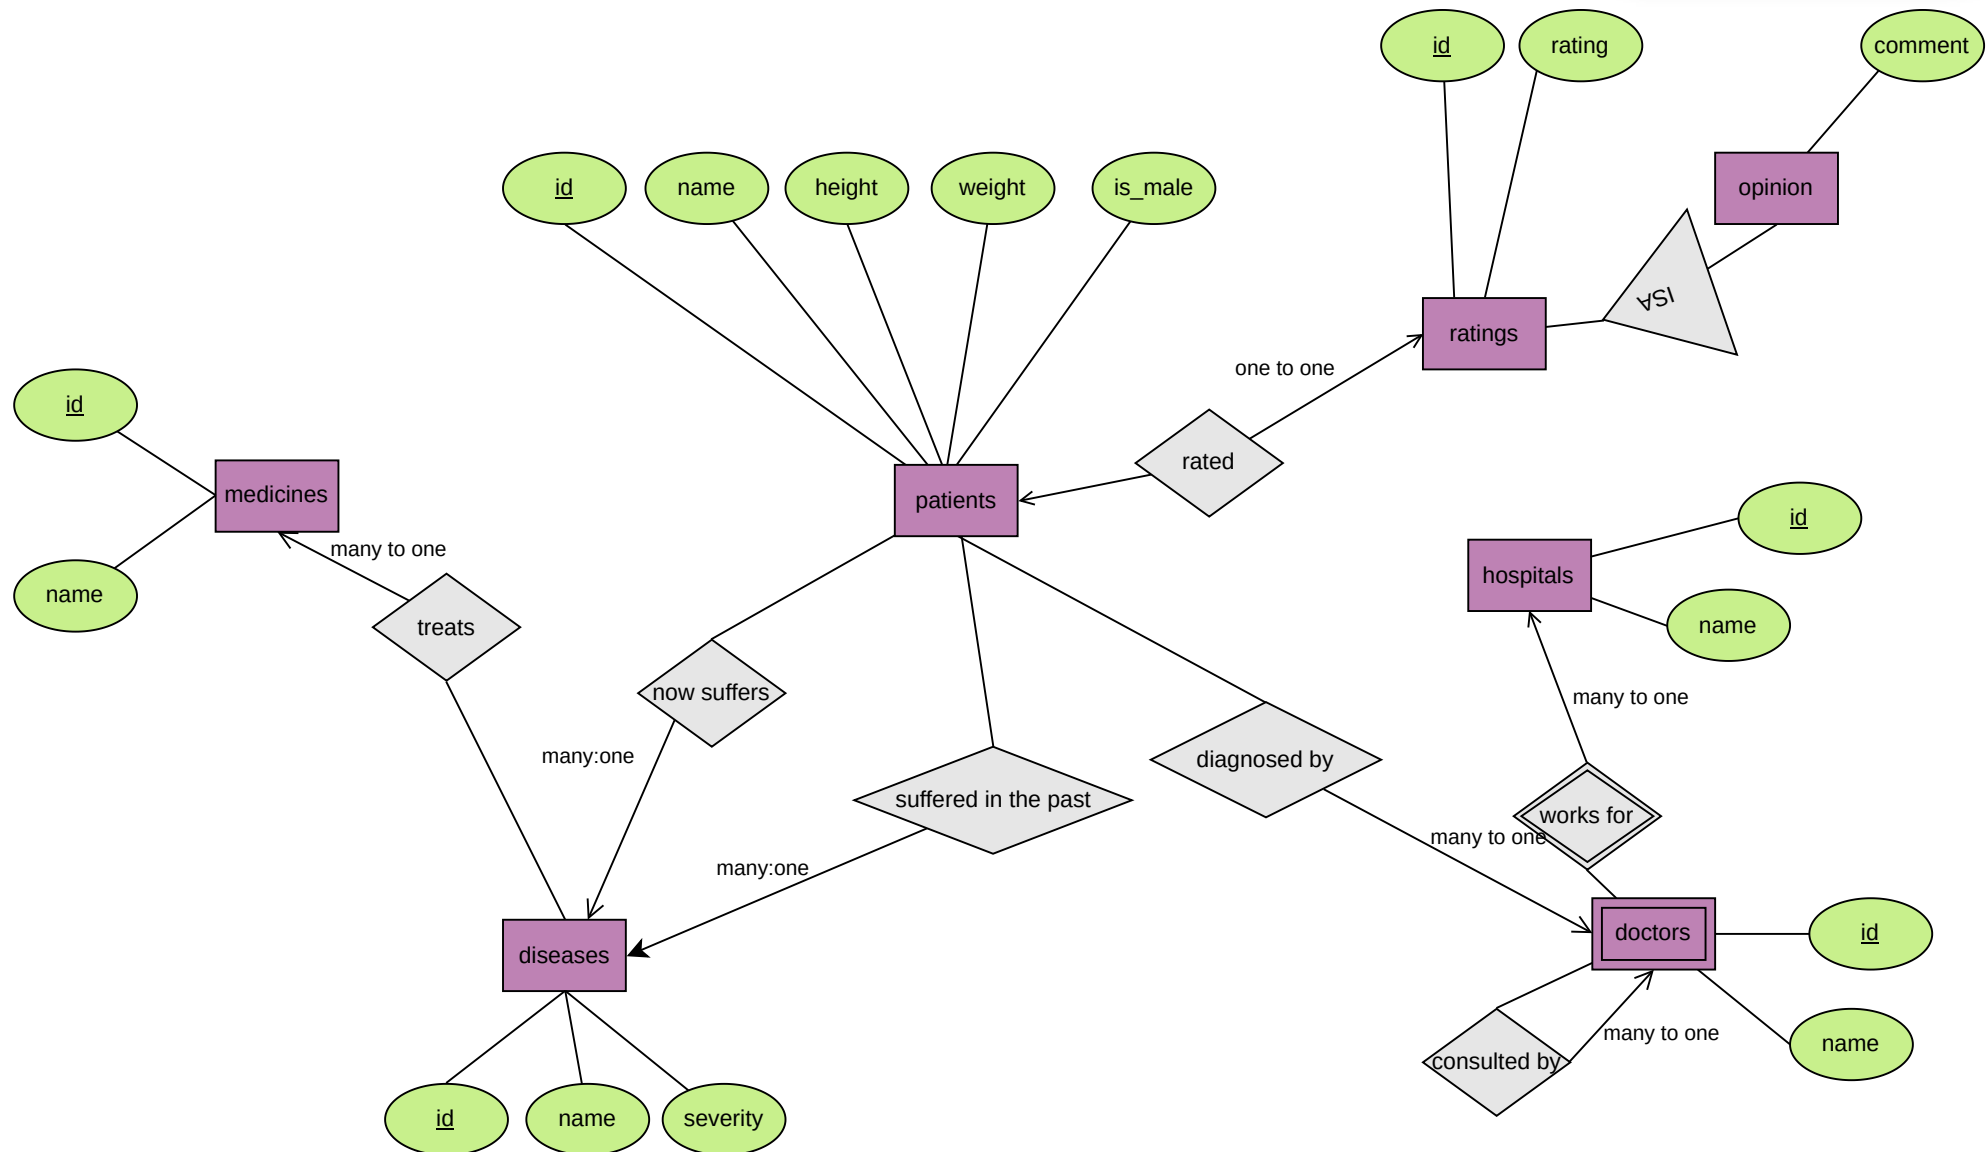 id
rating
comment
id
name
height
weight
is_male
opinion
ISA
ratings
one to one
id
rated
medicines
patients
id
many to one
hospitals
name
name
treats
now suffers
many to one
many:one
diagnosed by
suffered in the past
works for
many to one
many:one
doctors
id
diseases
many to one
name
consulted by
id
name
severity